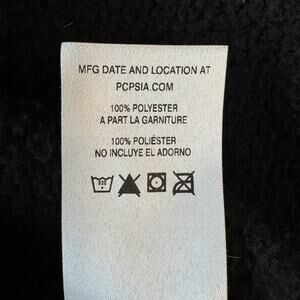 MFG DATE AND LOCATION AT
PCPSIA.COM
100% POLYESTER
A PART LA GARNITURE
100% POLIÉSTER
NO INCLUYE EL ADORNO